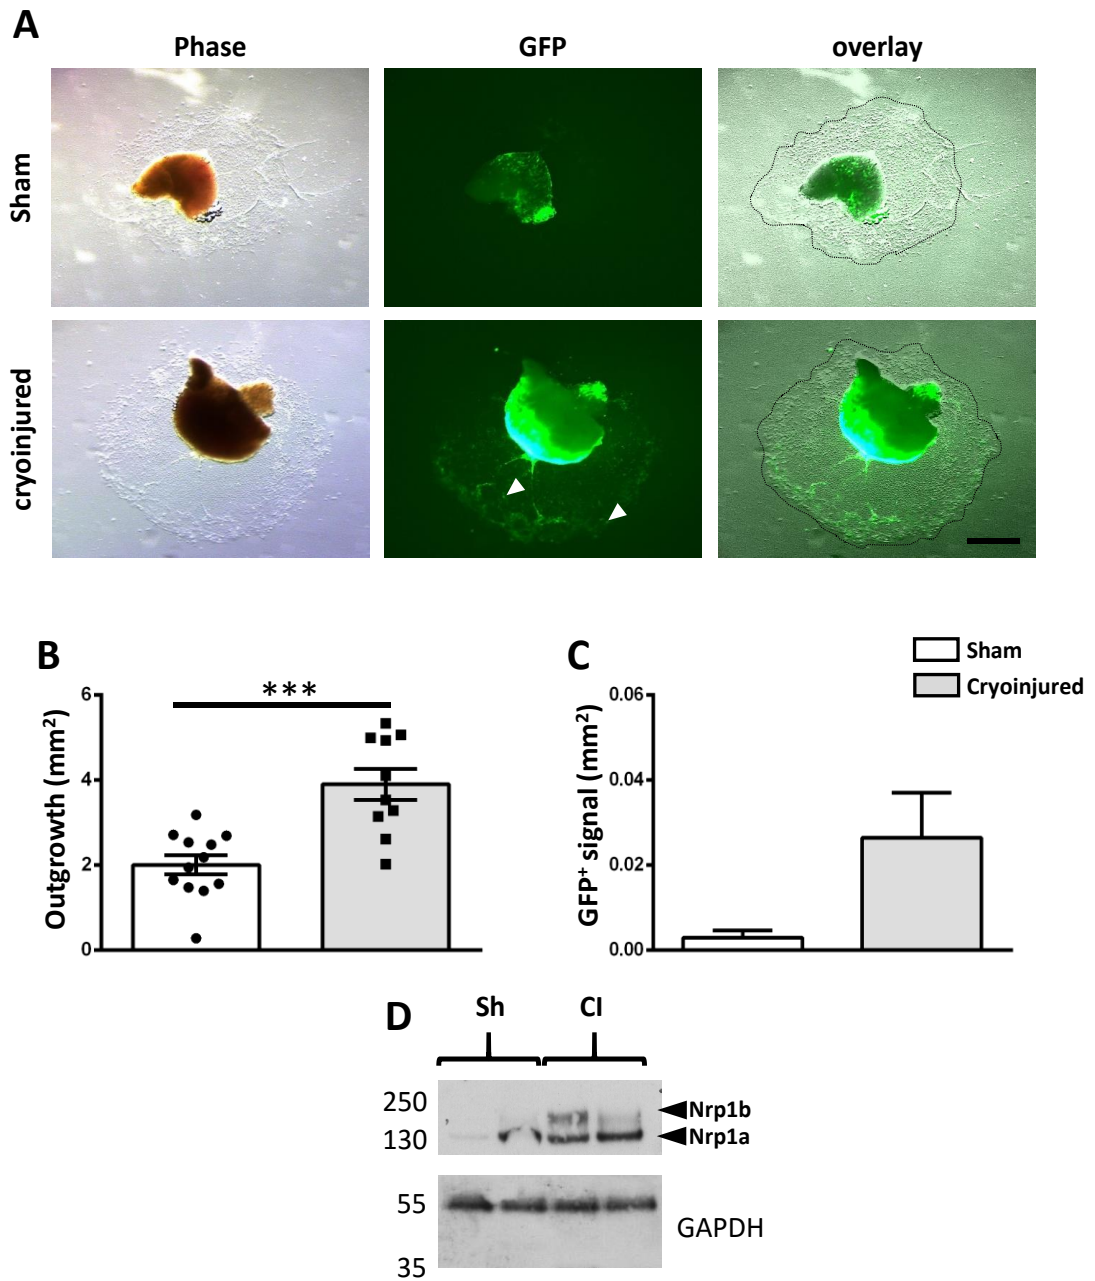 A
Phase GFP overlay
Sham
cryoinjured
B
C
Sham
Cryoinjured
***
Outgrowth (mm²)
6
4
2
0
GFP⁺ signal (mm²)
0.06
0.04
0.02
0.00
D
Sh CI
250
130
Nrp1b
Nrp1a
55
35
GAPDH